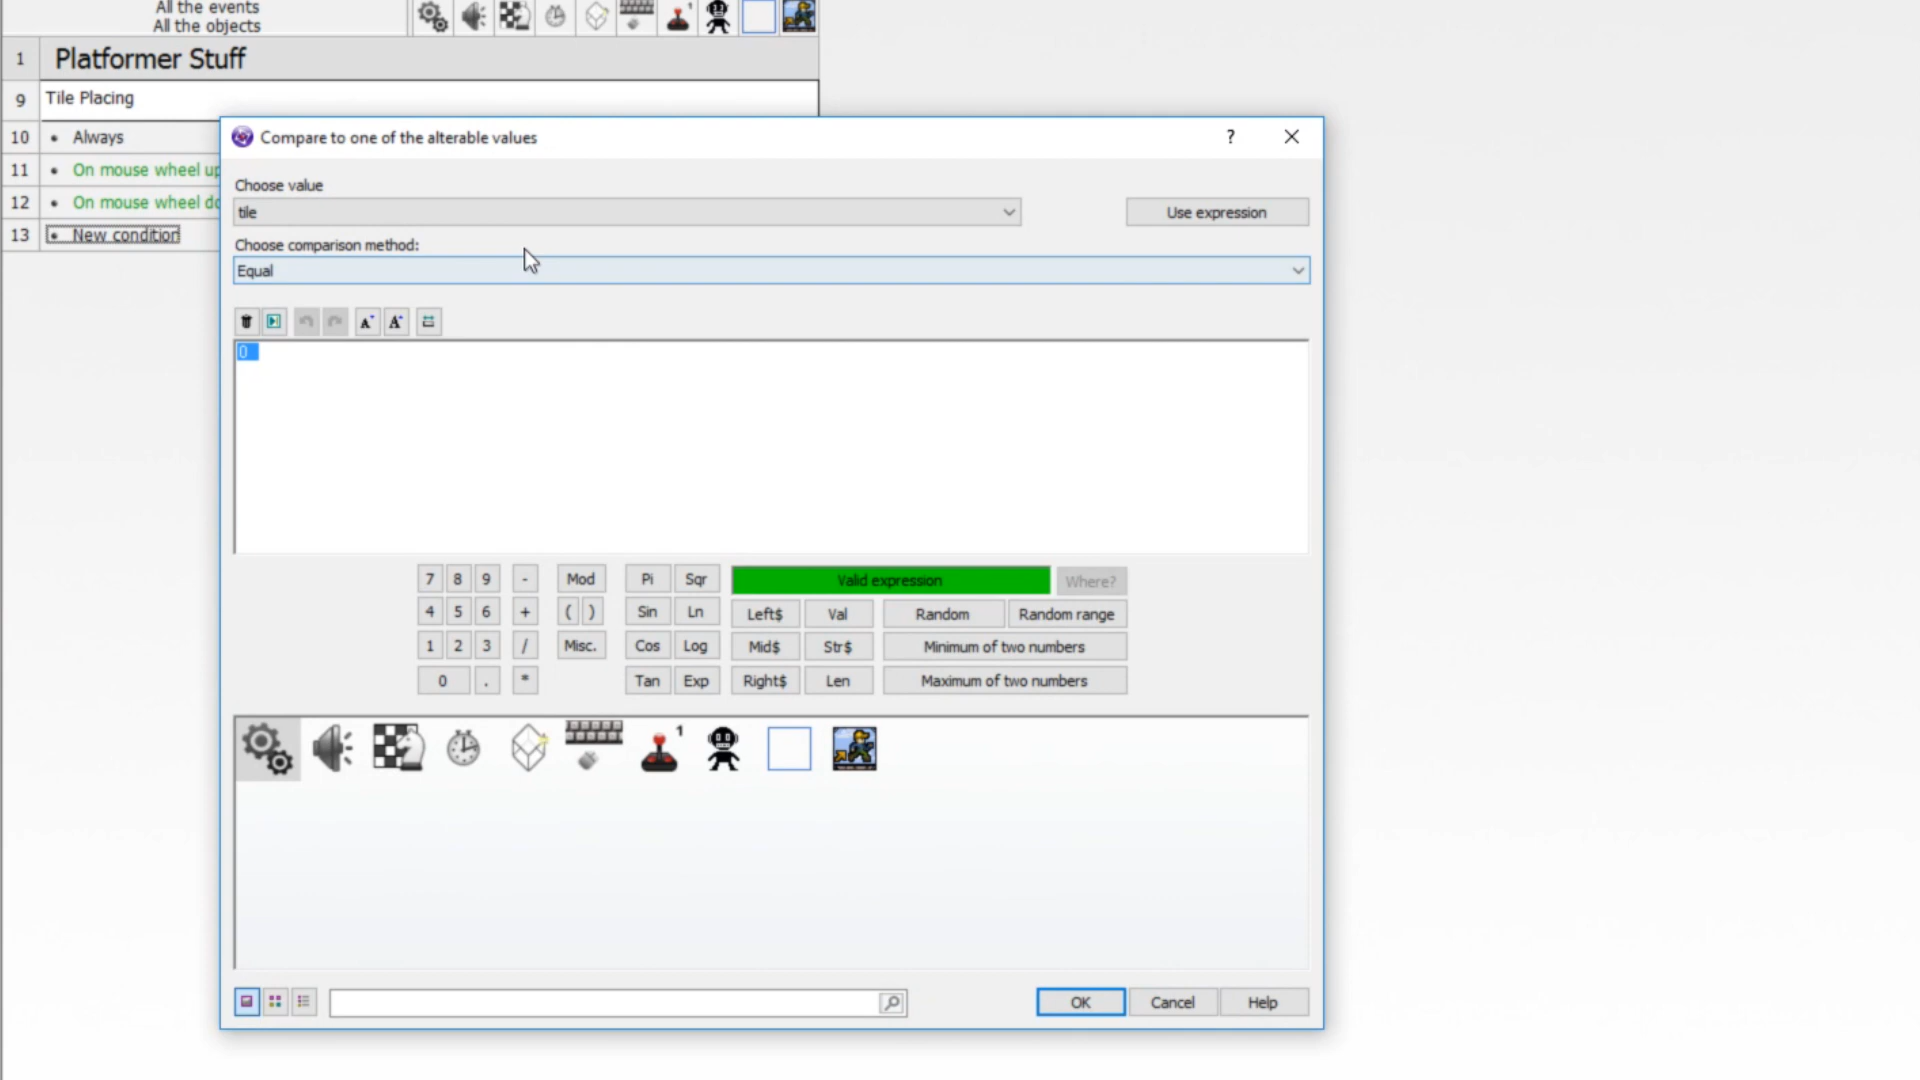 All the events
All the objects
1
1 Platformer Stuff
9 Tile Placing
10 • Always
11 • On mouse wheel up
12 • On mouse wheel do
13 • New condition
Compare to one of the alterable values ?
Choose value
tile
Use expression
Choose comparison method:
Equal
A A
0
7 8 9 - Mod Pi Sqr Valid expression Where?
4 5 6 + ( ) Sin Ln Left$ Val Random Random range
1 2 3 / Misc. Cos Log Mid$ Str$ Minimum of two numbers
0 . * Tan Exp Right$ Len Maximum of two numbers
1
OK Cancel Help